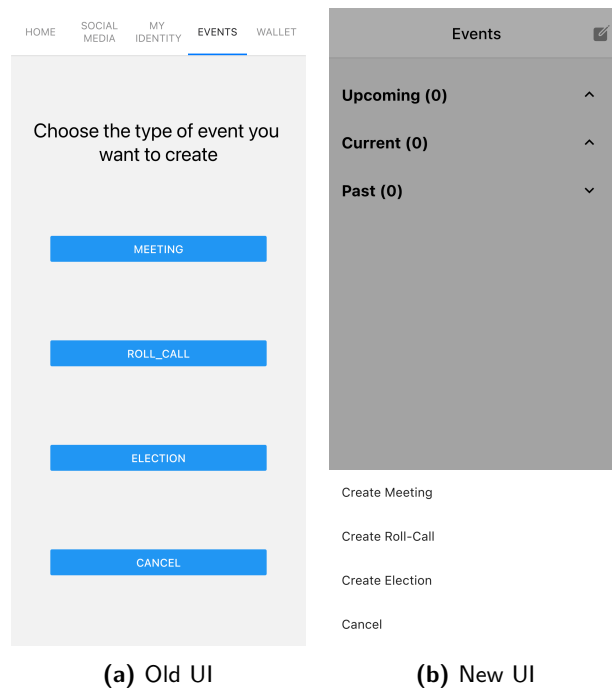 HOME SOCIAL MEDIA MY IDENTITY EVENTS WALLET
Choose the type of event you
want to create
MEETING
ROLL_CALL
ELECTION
CANCEL
(a) Old UI
Events
Upcoming (0)
Current (0)
Past (0)
Create Meeting
Create Roll-Call
Create Election
Cancel
(b) New UI